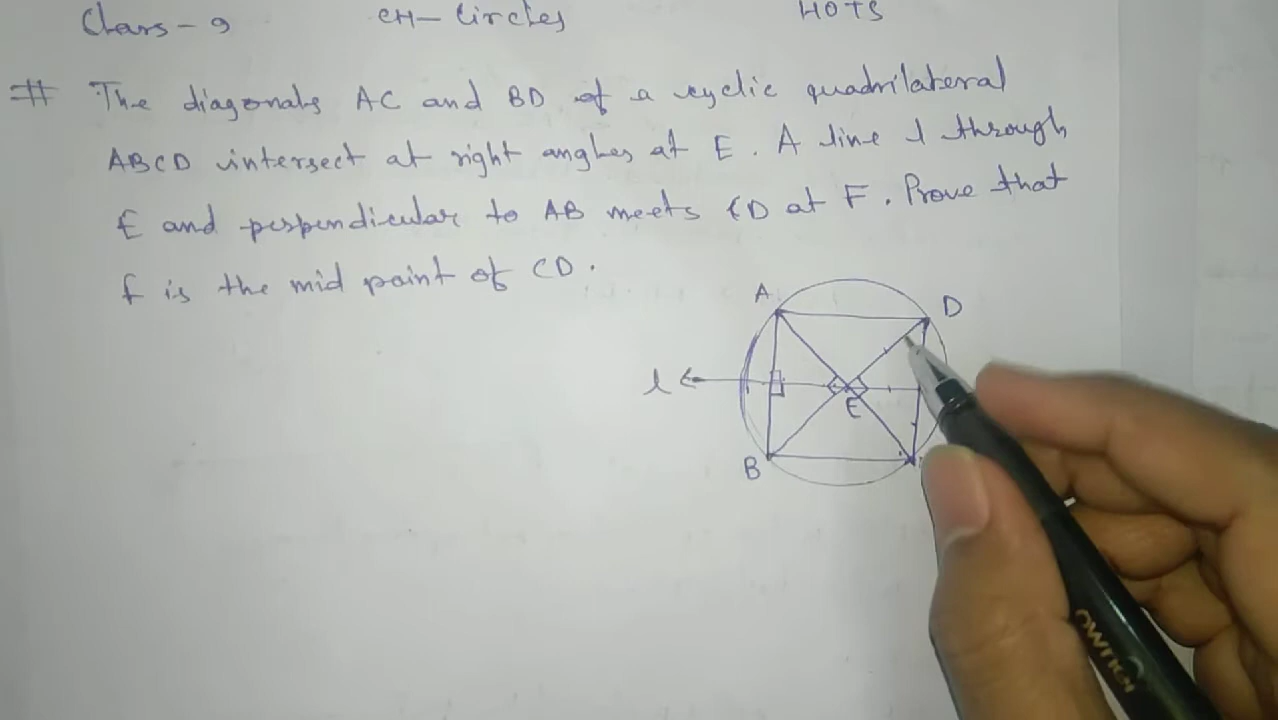 Class - 9 CH - Circles HOTS
# The diagonals AC and BD of a cyclic quadrilateral
ABCD intersect at right angles at E. A line l through
E and perpendicular to AB meets CD at F. Prove that
f is the mid point of CD.
A D
l E
B
OWNGI